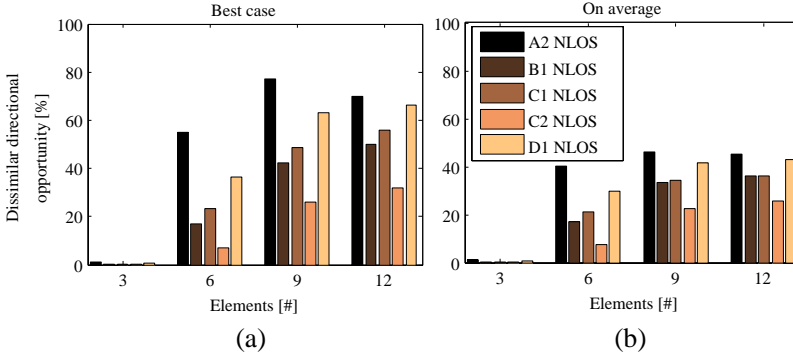 Best case
100
80
60
40
20
0
Dissimilar directional
opportunity [%]
3 6 9 12
Elements [#]
(a)
On average
100
80
60
40
20
0
A2 NLOS
B1 NLOS
C1 NLOS
C2 NLOS
D1 NLOS
3 6 9 12
Elements [#]
(b)